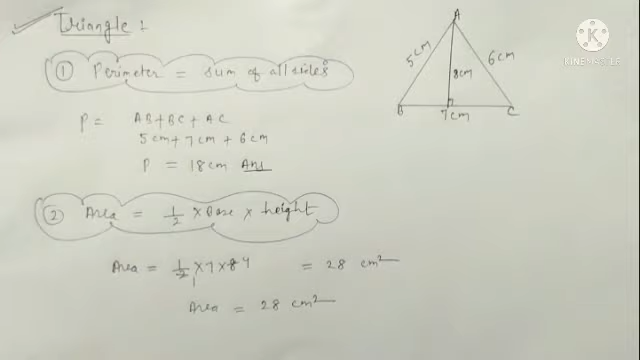 Triangle :
A
K
KINEMASTER
① Perimeter = sum of all sides
5cm
8cm
6cm
B
7cm
C
P = AB+BC+AC
5cm+7cm+6cm
P = 18cm Ans
② Area = 1/2 × Base × height
Area = 1/2 × 7 × 8 4 = 28 cm²
1
Area = 28 cm²